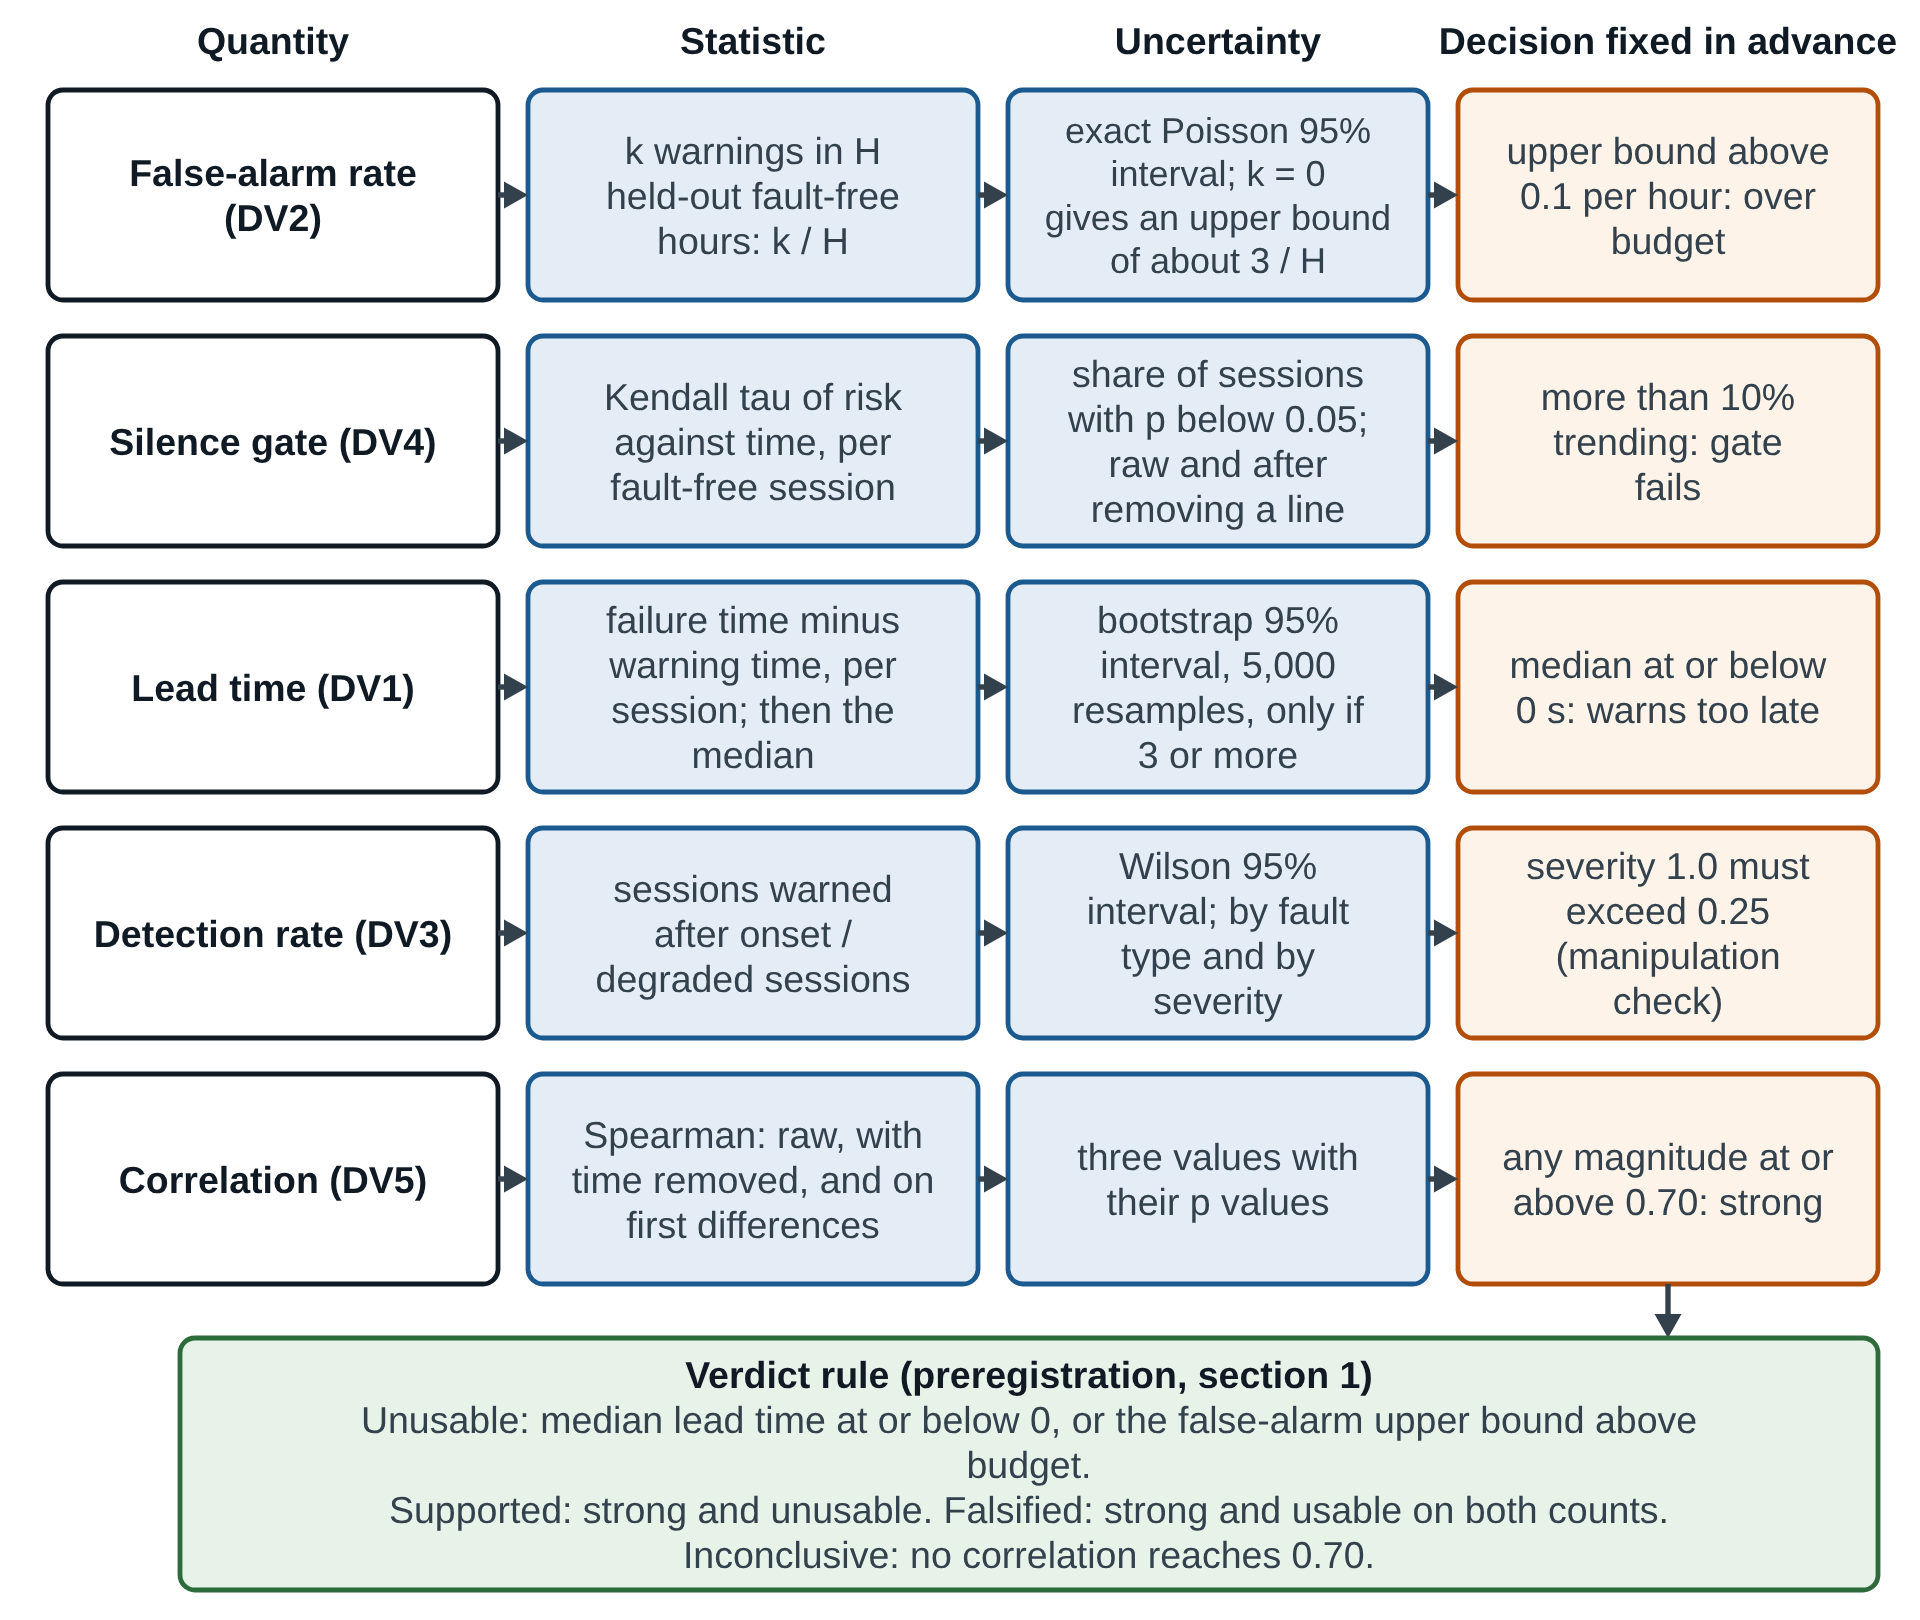 Quantity
Statistic
Uncertainty
Decision fixed in advance
False-alarm rate
(DV2)
k warnings in H
held-out fault-free
hours: k / H
exact Poisson 95%
interval; k = 0
gives an upper bound
of about 3 / H
upper bound above
0.1 per hour: over
budget
Silence gate (DV4)
Kendall tau of risk
against time, per
fault-free session
share of sessions
with p below 0.05;
raw and after
removing a line
more than 10%
trending: gate
fails
Lead time (DV1)
failure time minus
warning time, per
session; then the
median
bootstrap 95%
interval, 5,000
resamples, only if
3 or more
median at or below
0 s: warns too late
Detection rate (DV3)
sessions warned
after onset /
degraded sessions
Wilson 95%
interval; by fault
type and by
severity
severity 1.0 must
exceed 0.25
(manipulation
check)
Correlation (DV5)
Spearman: raw, with
time removed, and on
first differences
three values with
their p values
any magnitude at or
above 0.70: strong
Verdict rule (preregistration, section 1)
Unusable: median lead time at or below 0, or the false-alarm upper bound above
budget.
Supported: strong and unusable. Falsified: strong and usable on both counts.
Inconclusive: no correlation reaches 0.70.